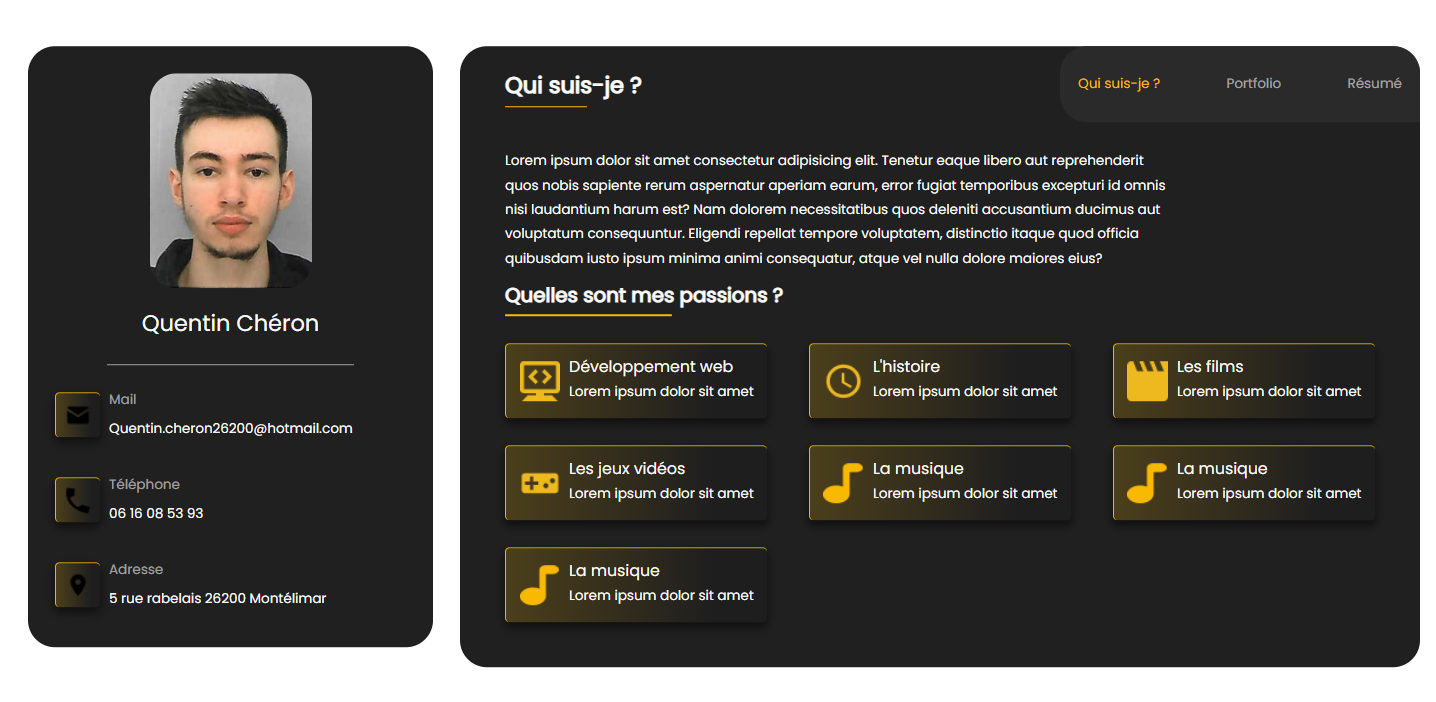 Quentin Chéron
Mail
Quentin.cheron26200@hotmail.com
Téléphone
06 16 08 53 93
Adresse
5 rue rabelais 26200 Montélimar
Qui suis-je ?
Qui suis-je ?
Portfolio
Résumé
Lorem ipsum dolor sit amet consectetur adipisicing elit. Tenetur eaque libero aut reprehenderit
quos nobis sapiente rerum aspernatur aperiam earum, error fugiat temporibus excepturi id omnis
nisi laudantium harum est? Nam dolorem necessitatibus quos deleniti accusantium ducimus aut
voluptatum consequuntur. Eligendi repellat tempore voluptatem, distinctio itaque quod officia
quibusdam iusto ipsum minima animi consequatur, atque vel nulla dolore maiores eius?
Quelles sont mes passions ?
Développement web
Lorem ipsum dolor sit amet
L'histoire
Lorem ipsum dolor sit amet
Les films
Lorem ipsum dolor sit amet
Les jeux vidéos
Lorem ipsum dolor sit amet
La musique
Lorem ipsum dolor sit amet
La musique
Lorem ipsum dolor sit amet
La musique
Lorem ipsum dolor sit amet